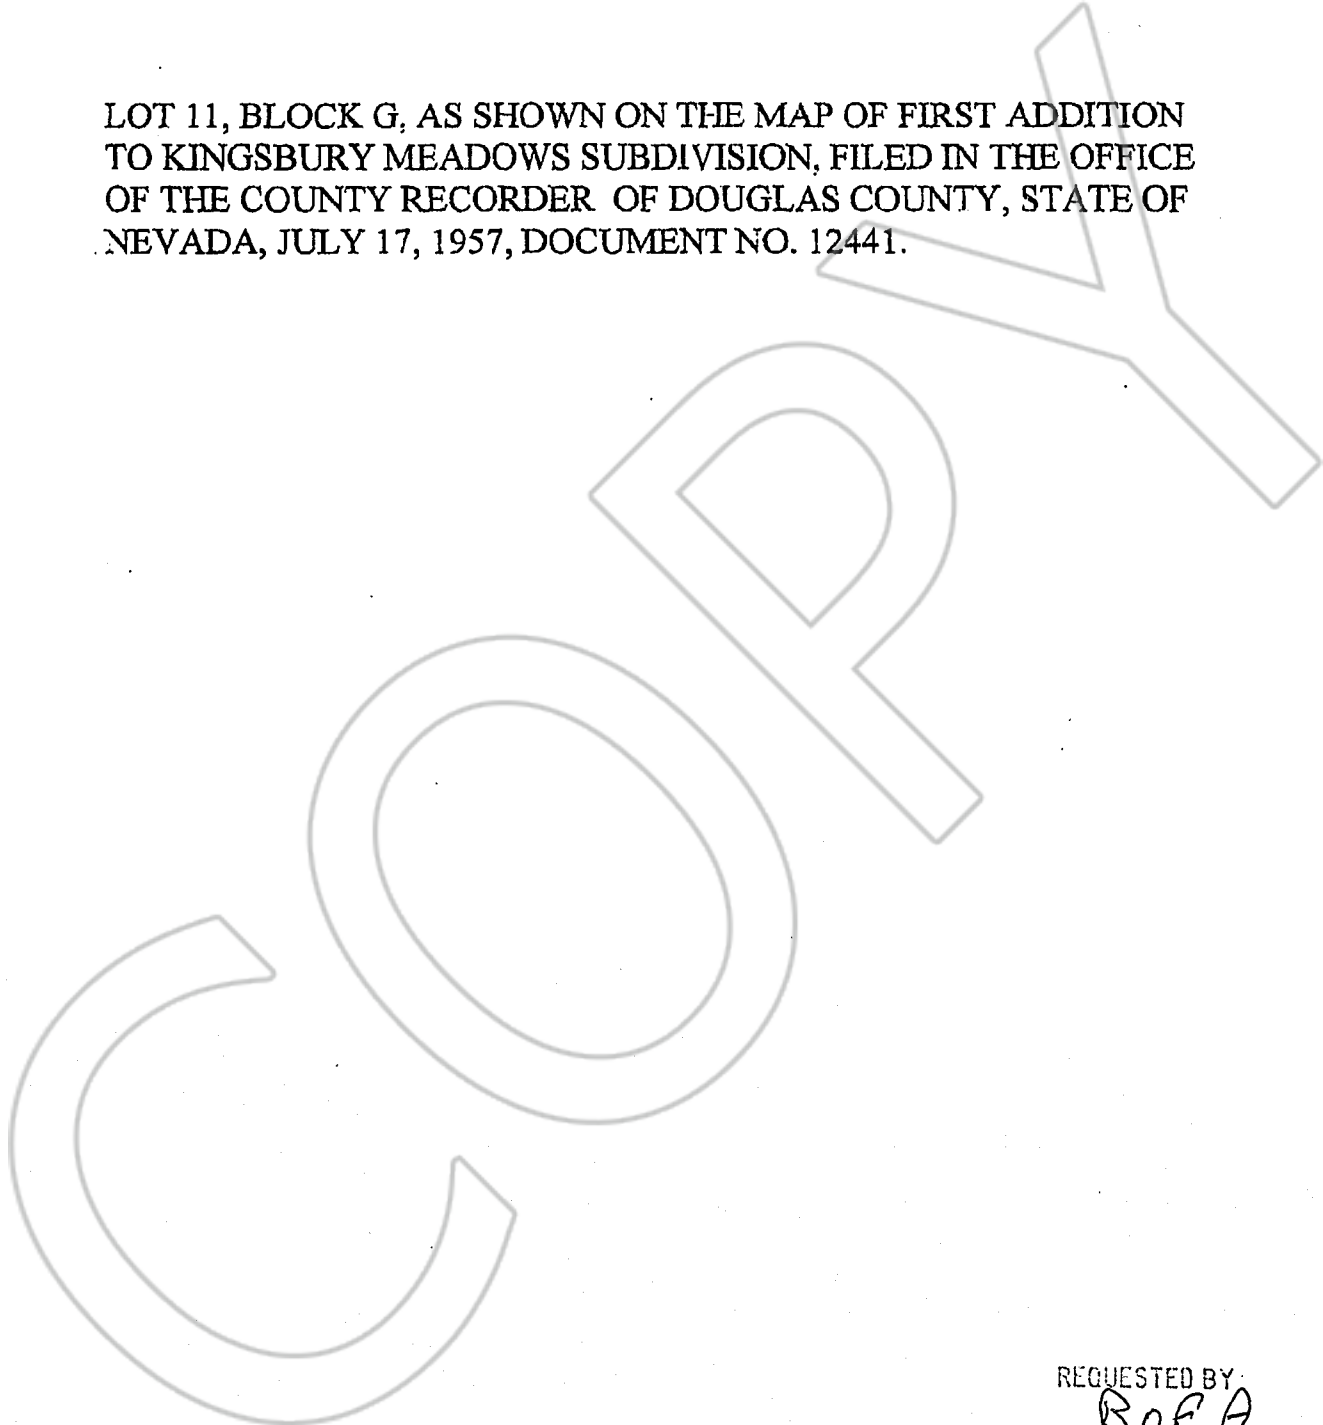 LOT 11, BLOCK G, AS SHOWN ON THE MAP OF FIRST ADDITION
TO KINGSBURY MEADOWS SUBDIVISION, FILED IN THE OFFICE
OF THE COUNTY RECORDER OF DOUGLAS COUNTY, STATE OF
NEVADA, JULY 17, 1957, DOCUMENT NO. 12441.
COPY
REQUESTED BY
B of A